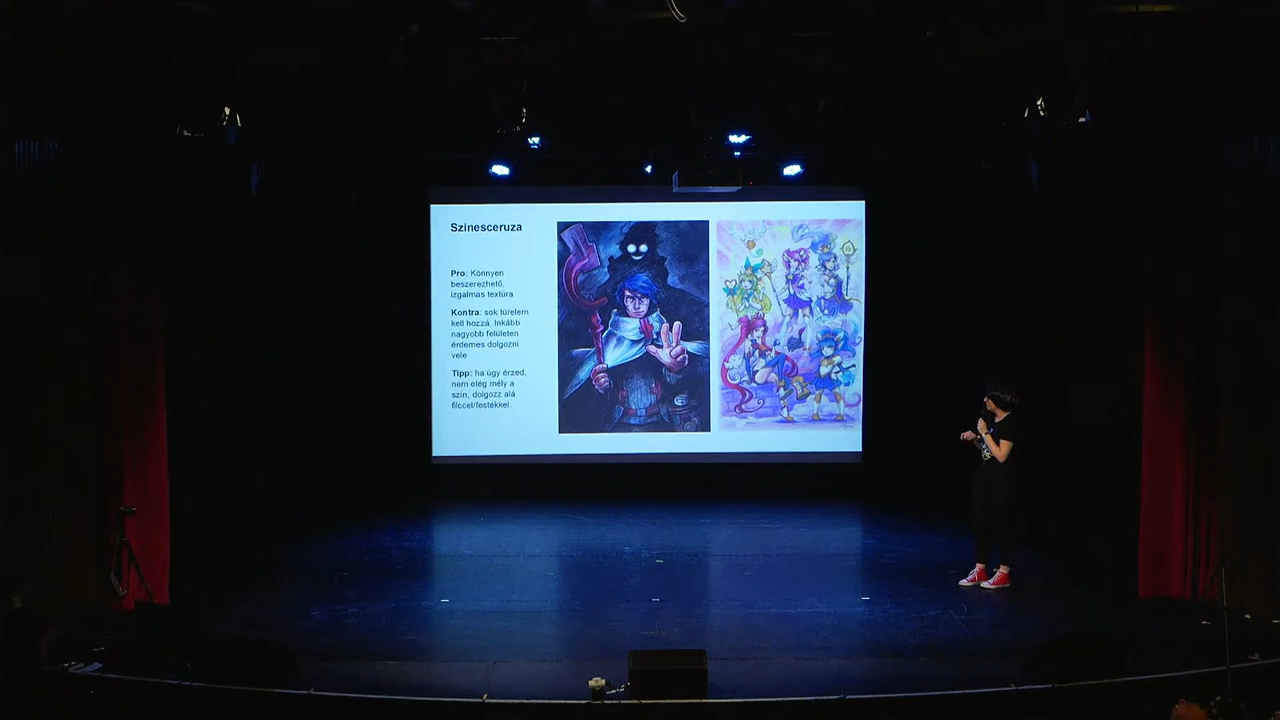 Színesceruza
Pro: Könnyen
beszerezhető,
izgalmas textúra
Kontra: sok türelem
kell hozzá. Inkább
nagyobb felületen
érdemes dolgozni
vele
Tipp: ha úgy érzed,
nem elég mély a
szín, dolgozz alá
filccel/festékkel.